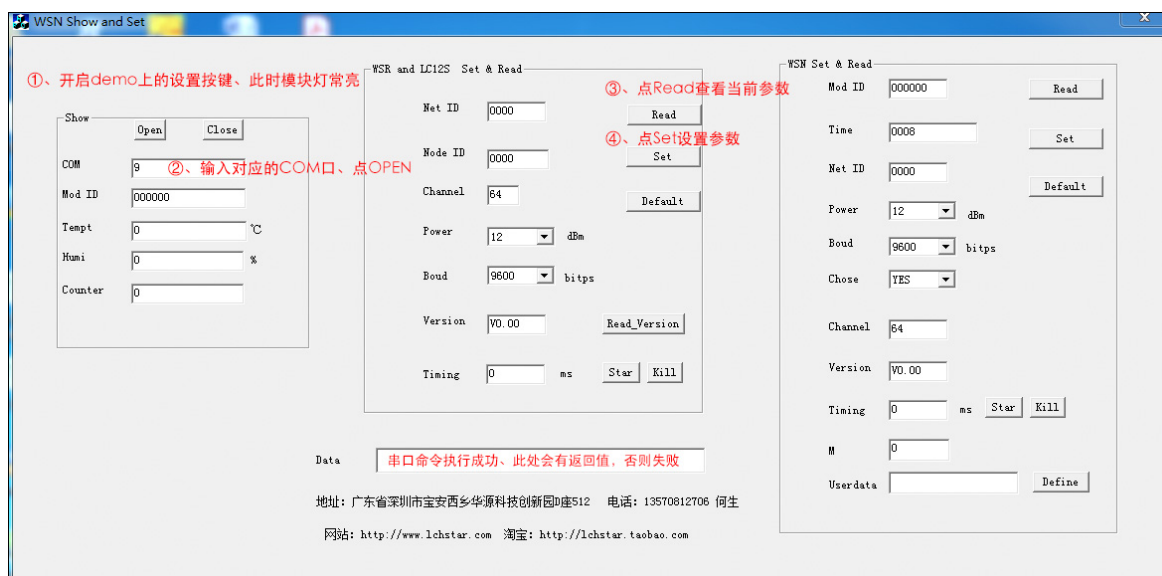 WSN Show and Set
①、开启demo上的设置按键、此时模块灯常亮
Show
Open Close
COM 9
②、输入对应的COM口、点OPEN
Mod ID 000000
Tempt 0 ℃
Humi 0 %
Counter 0
WSR and LC12S Set & Read
③、点Read查看当前参数
Net ID 0000 Read
④、点Set设置参数
Node ID 0000 Set
Channel 64 Default
Power 12 dBm
Boud 9600 bitps
Version V0.00 Read_Version
Timing 0 ms Star Kill
WSN Set & Read
Mod ID 000000 Read
Time 0008 Set
Net ID 0000 Default
Power 12 dBm
Boud 9600 bitps
Chose YES
Channel 64
Version V0.00
Timing 0 ms Star Kill
M 0
Userdata Define
Data 串口命令执行成功、此处会有返回值，否则失败
地址：广东省深圳市宝安西乡华源科技创新园D座512 电话：13570812706 何生
网站：http://www.lchstar.com 淘宝：http://lchstar.taobao.com